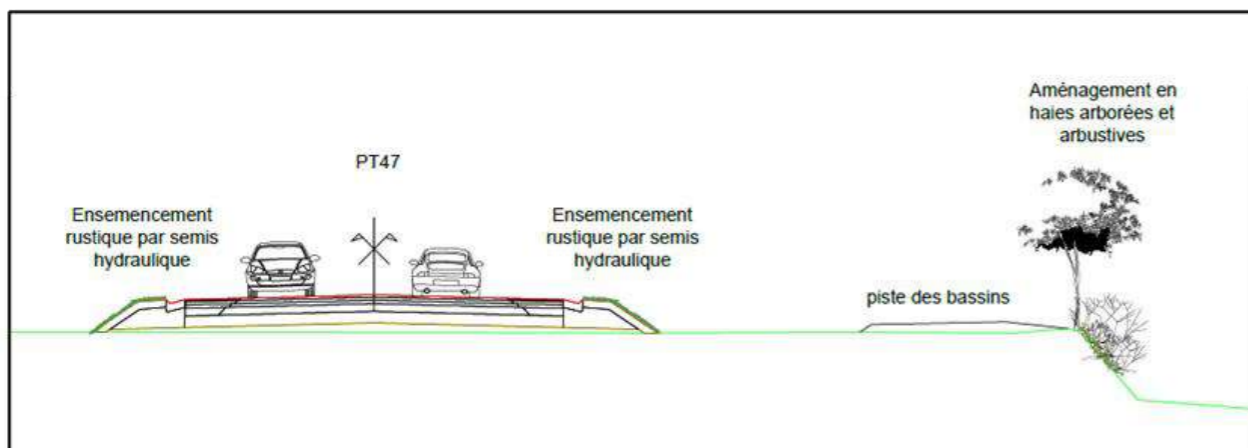 Aménagement en
haies arborées et
arbustives
PT47
Ensemencement
rustique par semis
hydraulique
Ensemencement
rustique par semis
hydraulique
piste des bassins